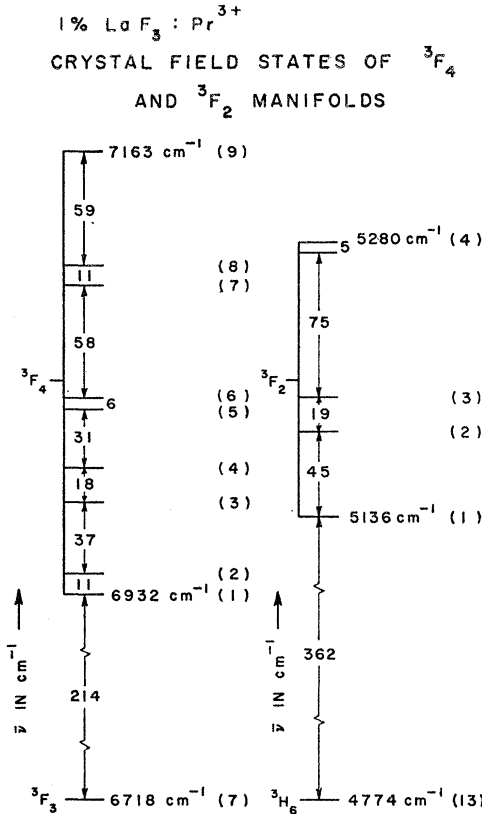 1% LaF₃ : Pr³⁺
CRYSTAL FIELD STATES OF ³F₄
AND ³F₂ MANIFOLDS
7163 cm⁻¹ (9)
59
(8)
11
(7)
58
³F₄
(6)
6
(5)
31
(4)
18
(3)
37
(2)
11
6932 cm⁻¹ (1)
ν̄ IN cm⁻¹
214
³F₃ 6718 cm⁻¹ (7)
5280 cm⁻¹ (4)
5
75
³F₂
(3)
19
(2)
45
5136 cm⁻¹ (1)
ν̄ IN cm⁻¹
362
³H₆ 4774 cm⁻¹ (13)